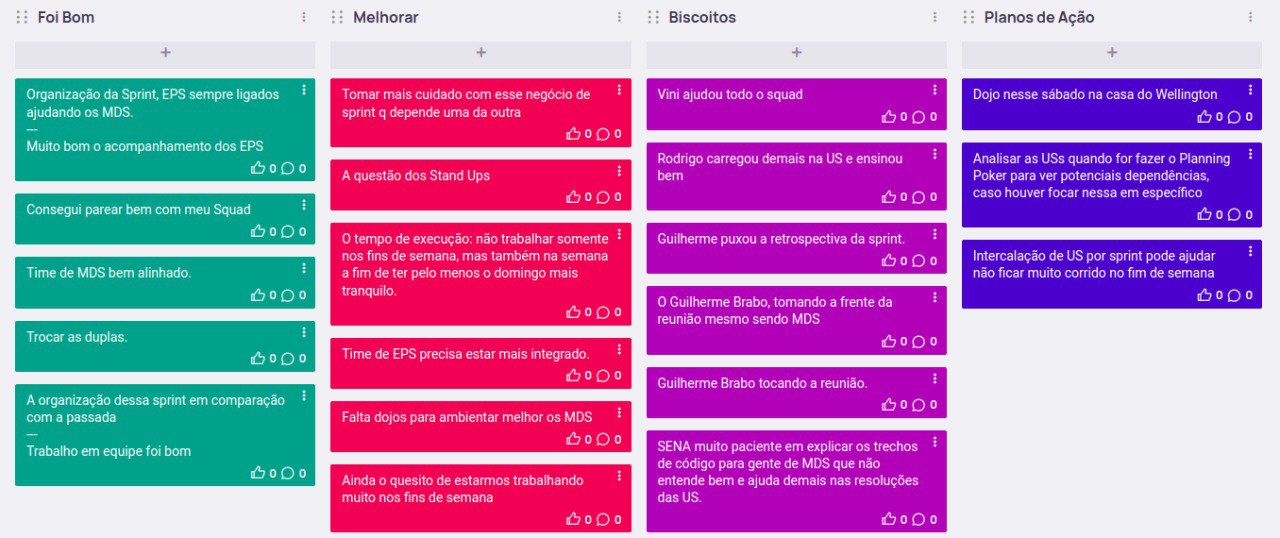 Foi Bom
+
Organização da Sprint, EPS sempre ligados
ajudando os MDS.
---
Muito bom o acompanhamento dos EPS
0 0
Consegui parear bem com meu Squad
0 0
Time de MDS bem alinhado.
0 0
Trocar as duplas.
0 0
A organização dessa sprint em comparação
com a passada
---
Trabalho em equipe foi bom
0 0
Melhorar
+
Tomar mais cuidado com esse negócio de
sprint q depende uma da outra
0 0
A questão dos Stand Ups
0 0
O tempo de execução: não trabalhar somente
nos fins de semana, mas também na semana
a fim de ter pelo menos o domingo mais
tranquilo.
0 0
Time de EPS precisa estar mais integrado.
0 0
Falta dojos para ambientar melhor os MDS
0 0
Ainda o quesito de estarmos trabalhando
muito nos fins de semana
0 0
Biscoitos
+
Vini ajudou todo o squad
0 0
Rodrigo carregou demais na US e ensinou
bem
0 0
Guilherme puxou a retrospectiva da sprint.
0 0
O Guilherme Brabo, tomando a frente da
reunião mesmo sendo MDS
0 0
Guilherme Brabo tocando a reunião.
0 0
SENA muito paciente em explicar os trechos
de código para gente de MDS que não
entende bem e ajuda demais nas resoluções
das US.
0 0
Planos de Ação
+
Dojo nesse sábado na casa do Wellington
0 0
Analisar as USs quando for fazer o Planning
Poker para ver potenciais dependências,
caso houver focar nessa em específico
0 0
Intercalação de US por sprint pode ajudar
não ficar muito corrido no fim de semana
0 0